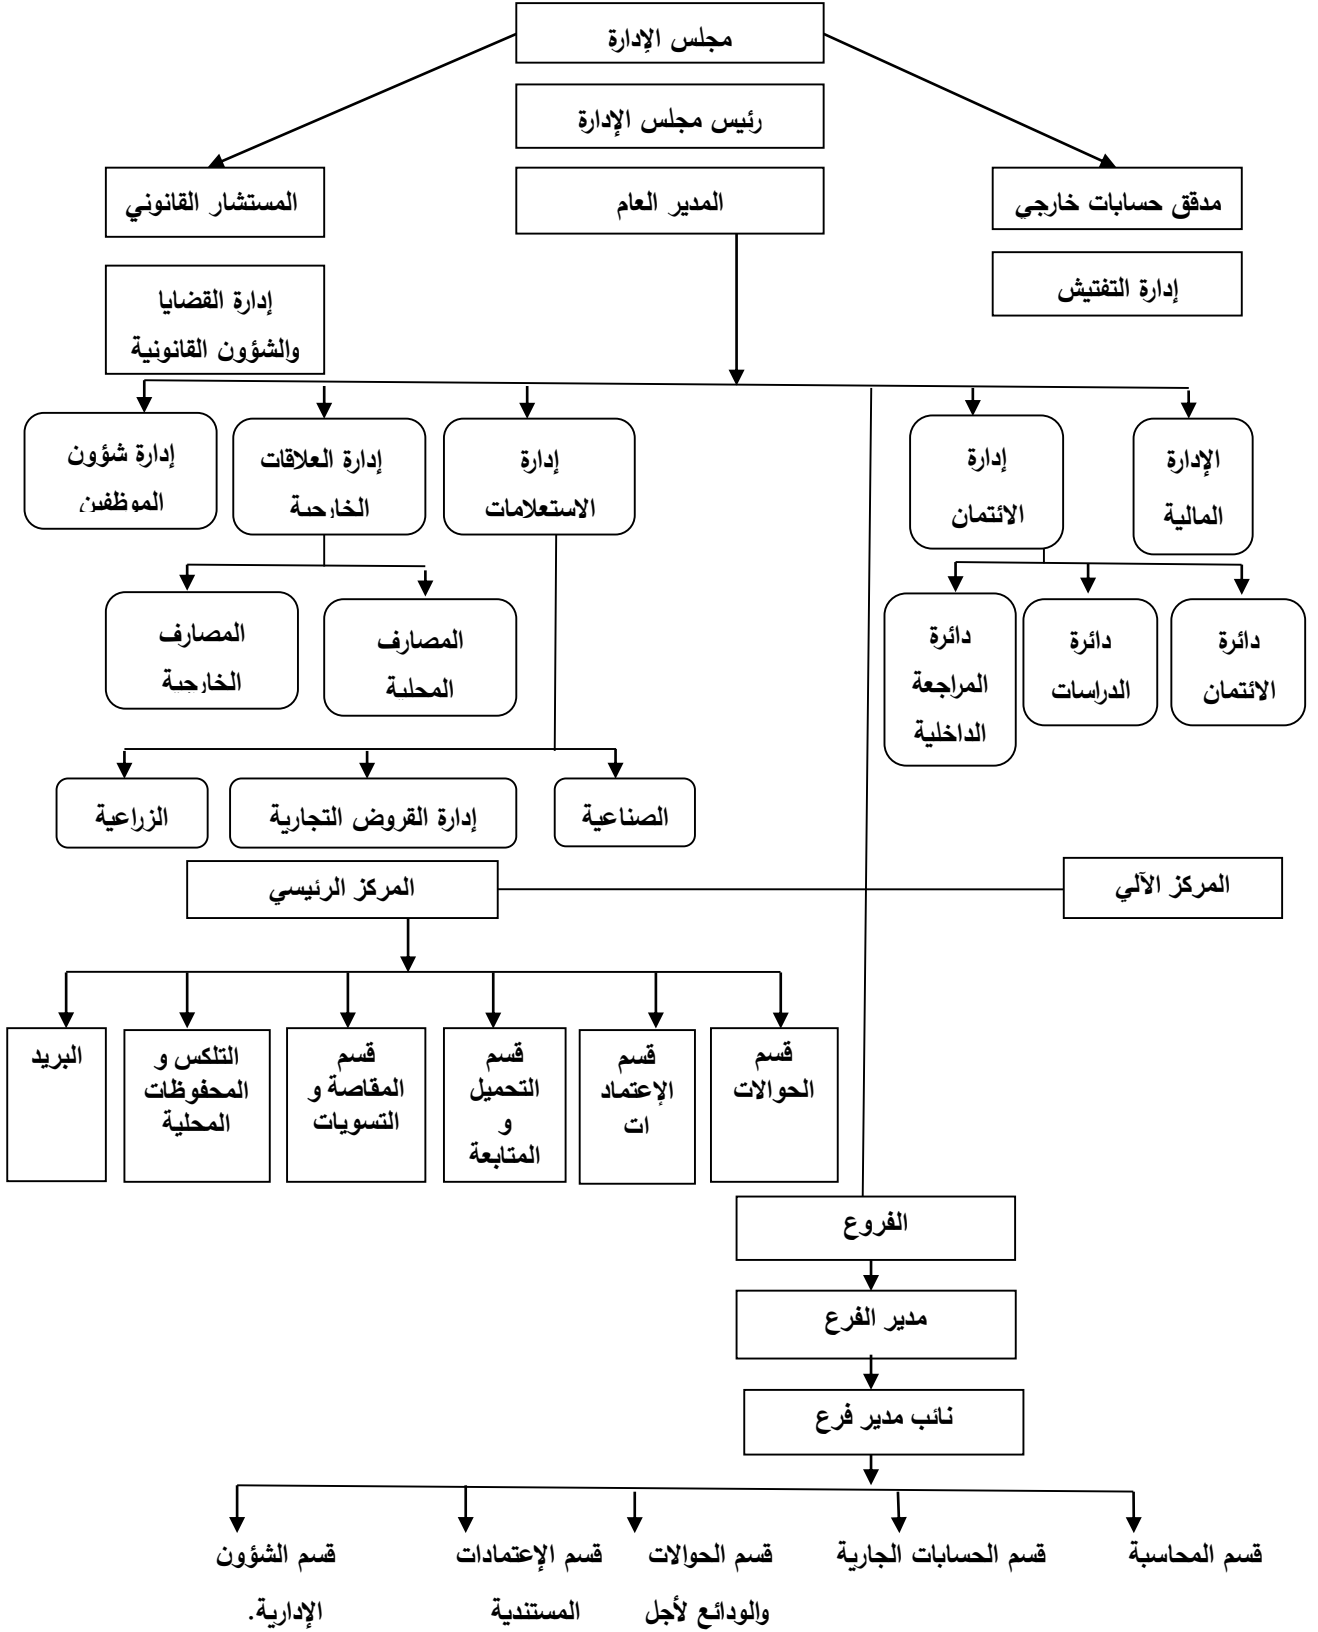 مجلس الإدارة
رئيس مجلس الإدارة
مدقق حسابات خارجي
المدير العام
المستشار القانوني
إدارة التفتيش
إدارة القضايا
والشؤون القانونية
الإدارة
المالية
إدارة
الائتمان
إدارة
الاستعلامات
إدارة العلاقات
الخارجية
إدارة شؤون
الموظفين
دائرة
الائتمان
دائرة
الدراسات
دائرة
المراجعة
الداخلية
المصارف
المحلية
المصارف
الخارجية
الصناعية
إدارة القروض التجارية
الزراعية
المركز الآلي
المركز الرئيسي
قسم
الحوالات
قسم
الإعتماد
ات
قسم
التحميل
و
المتابعة
قسم
المقاصة و
التسويات
التلكس و
المحفوظات
المحلية
البريد
الفروع
مدير الفرع
نائب مدير فرع
قسم المحاسبة
قسم الحسابات الجارية
قسم الحوالات
والودائع لأجل
قسم الإعتمادات
المستندية
قسم الشؤون
الإدارية.